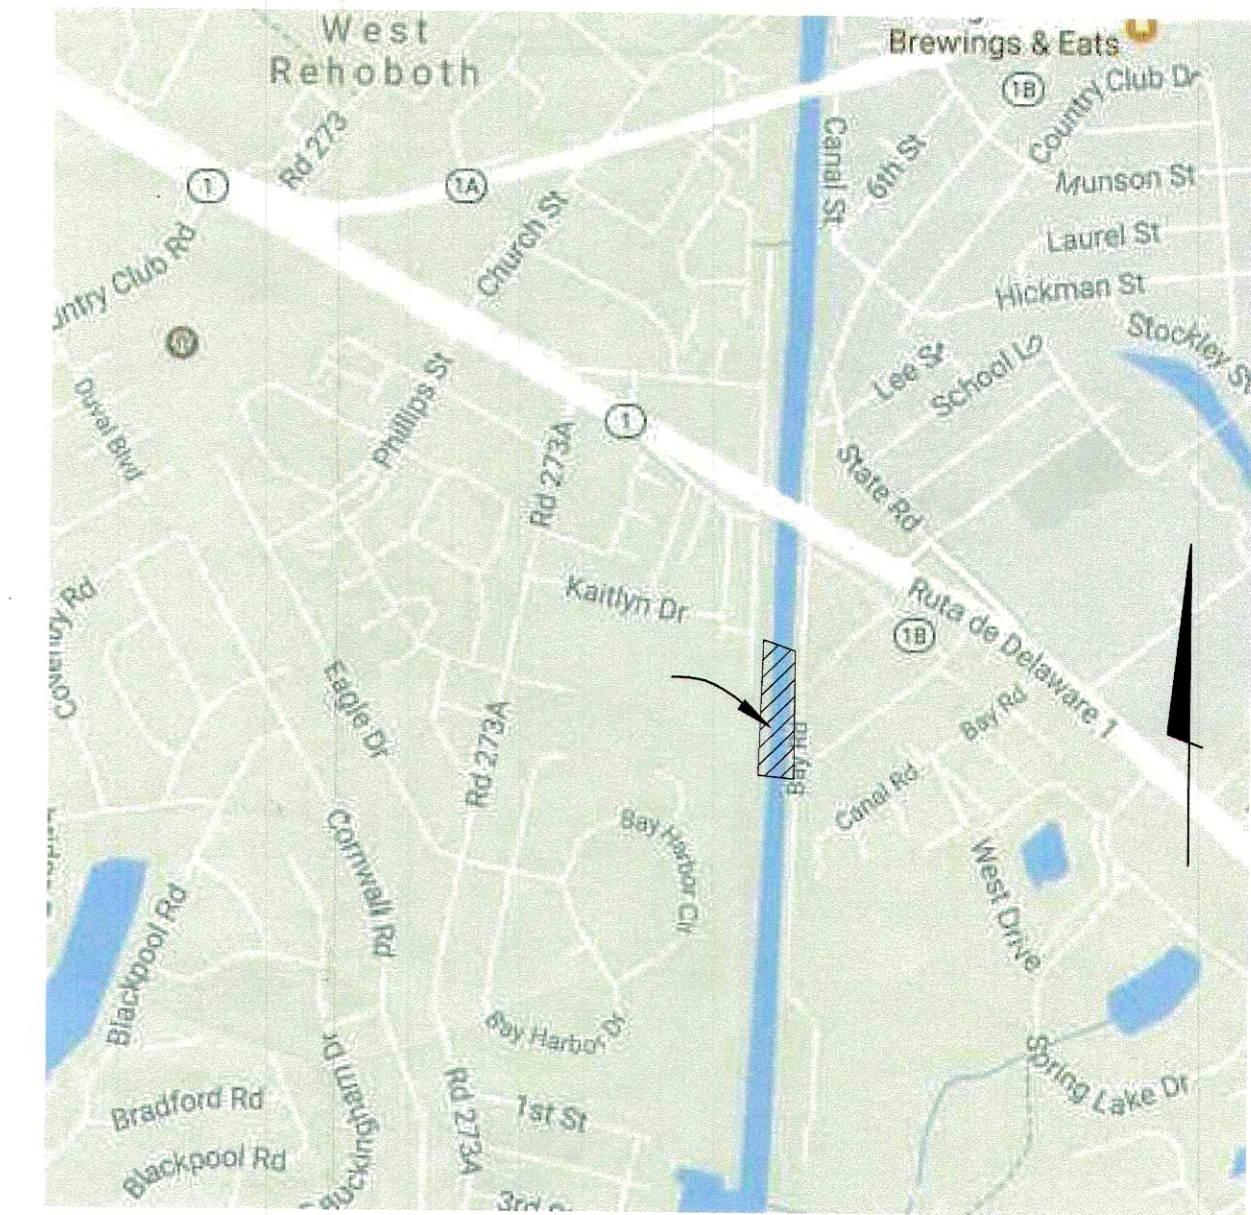 West
Rehoboth
Brewings & Eats
1B
Country Club Dr
Rd 273
1
1A
Canal St
6th St
Munson St
Church St
Laurel St
Hickman St
untry Club Rd
Stockley St
Lee St
School Ln
Duval Blvd
Phillips St
1
Rd 273A
State Rd
Kaitlyn Dr
Ruta de Delaware 1
1B
Coventry Rd
Eagle Dr
Bay Rd
Rd 273A
Bay Rd
Canal Rd
Bay Harbor Cir
Cornwall Rd
West Drive
Blackpool Rd
Bay Harbor Dr
Spring Lake Dr
Buckingham Dr
Bradford Rd
Rd 273A
1st St
Blackpool Rd
3rd